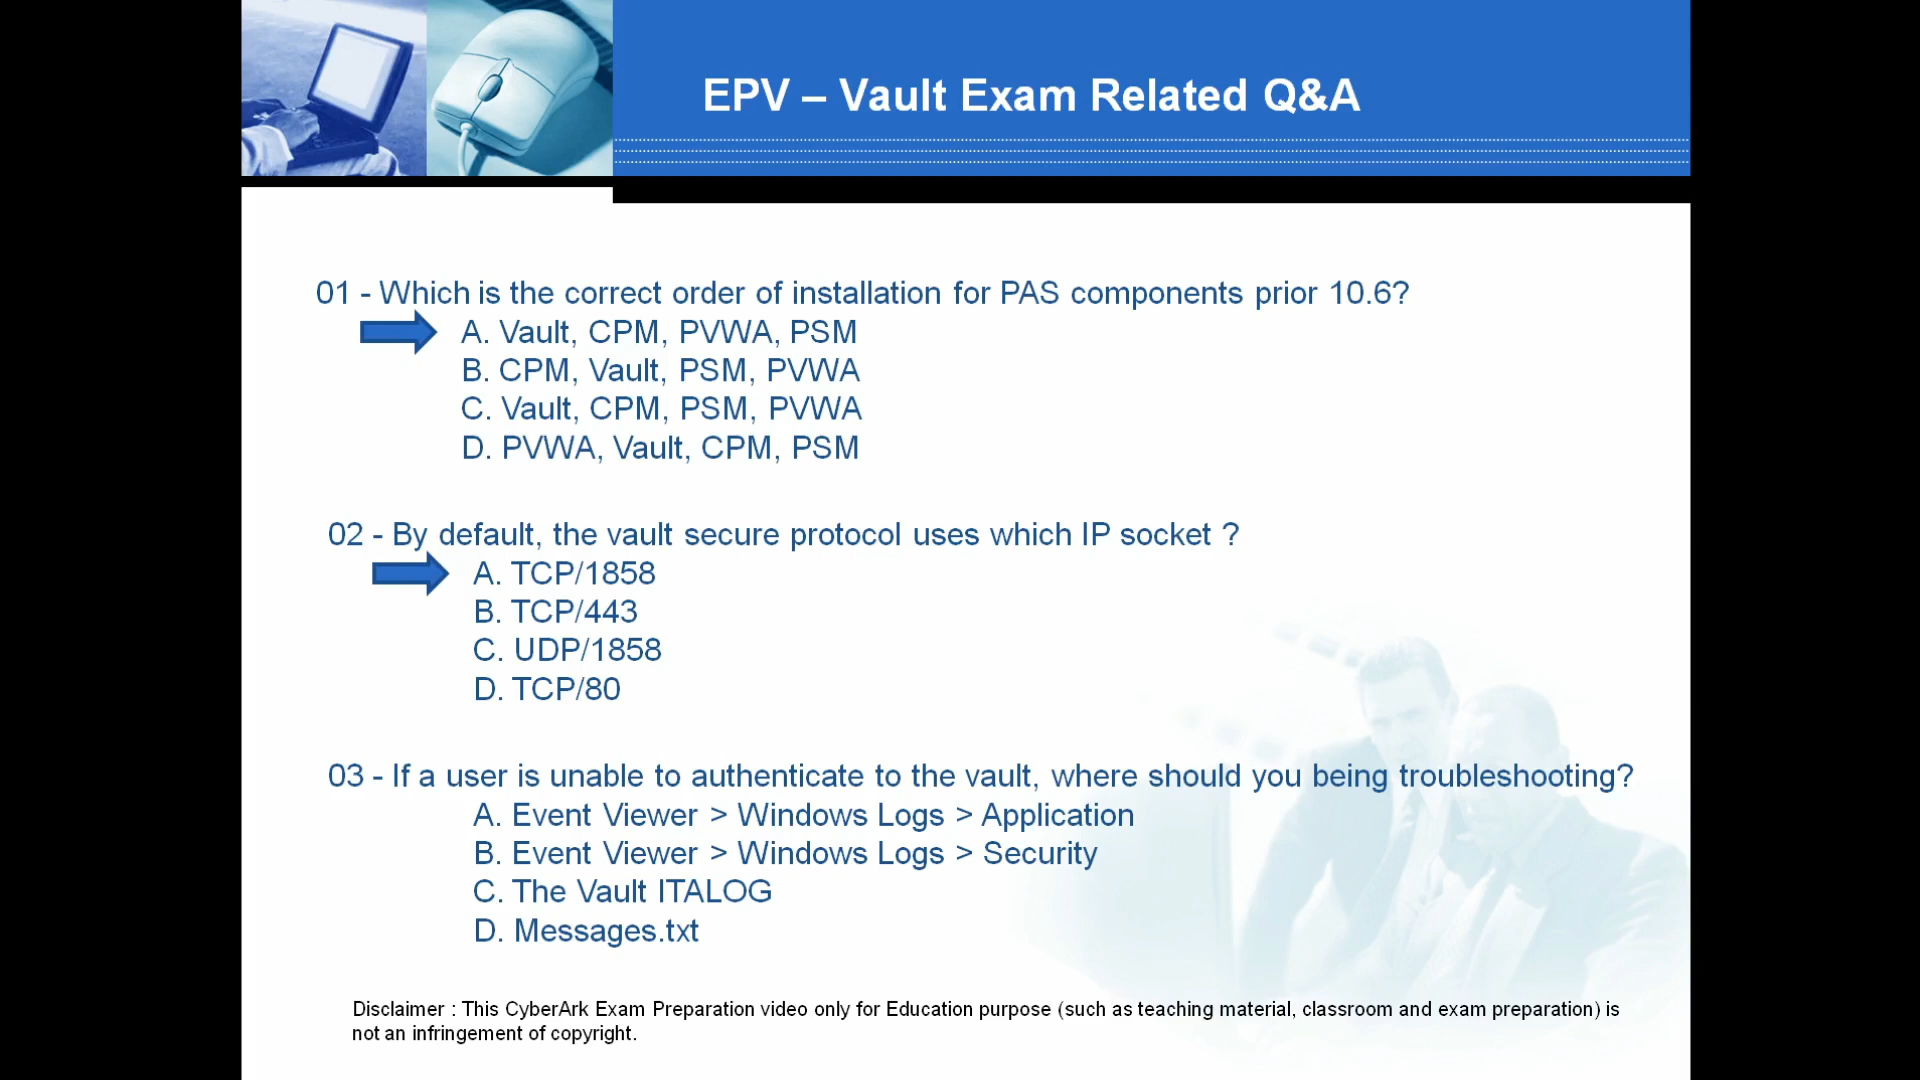 EPV – Vault Exam Related Q&A
01 - Which is the correct order of installation for PAS components prior 10.6?
A. Vault, CPM, PVWA, PSM
B. CPM, Vault, PSM, PVWA
C. Vault, CPM, PSM, PVWA
D. PVWA, Vault, CPM, PSM
02 - By default, the vault secure protocol uses which IP socket ?
A. TCP/1858
B. TCP/443
C. UDP/1858
D. TCP/80
03 - If a user is unable to authenticate to the vault, where should you being troubleshooting?
A. Event Viewer > Windows Logs > Application
B. Event Viewer > Windows Logs > Security
C. The Vault ITALOG
D. Messages.txt
Disclaimer : This CyberArk Exam Preparation video only for Education purpose (such as teaching material, classroom and exam preparation) is
not an infringement of copyright.